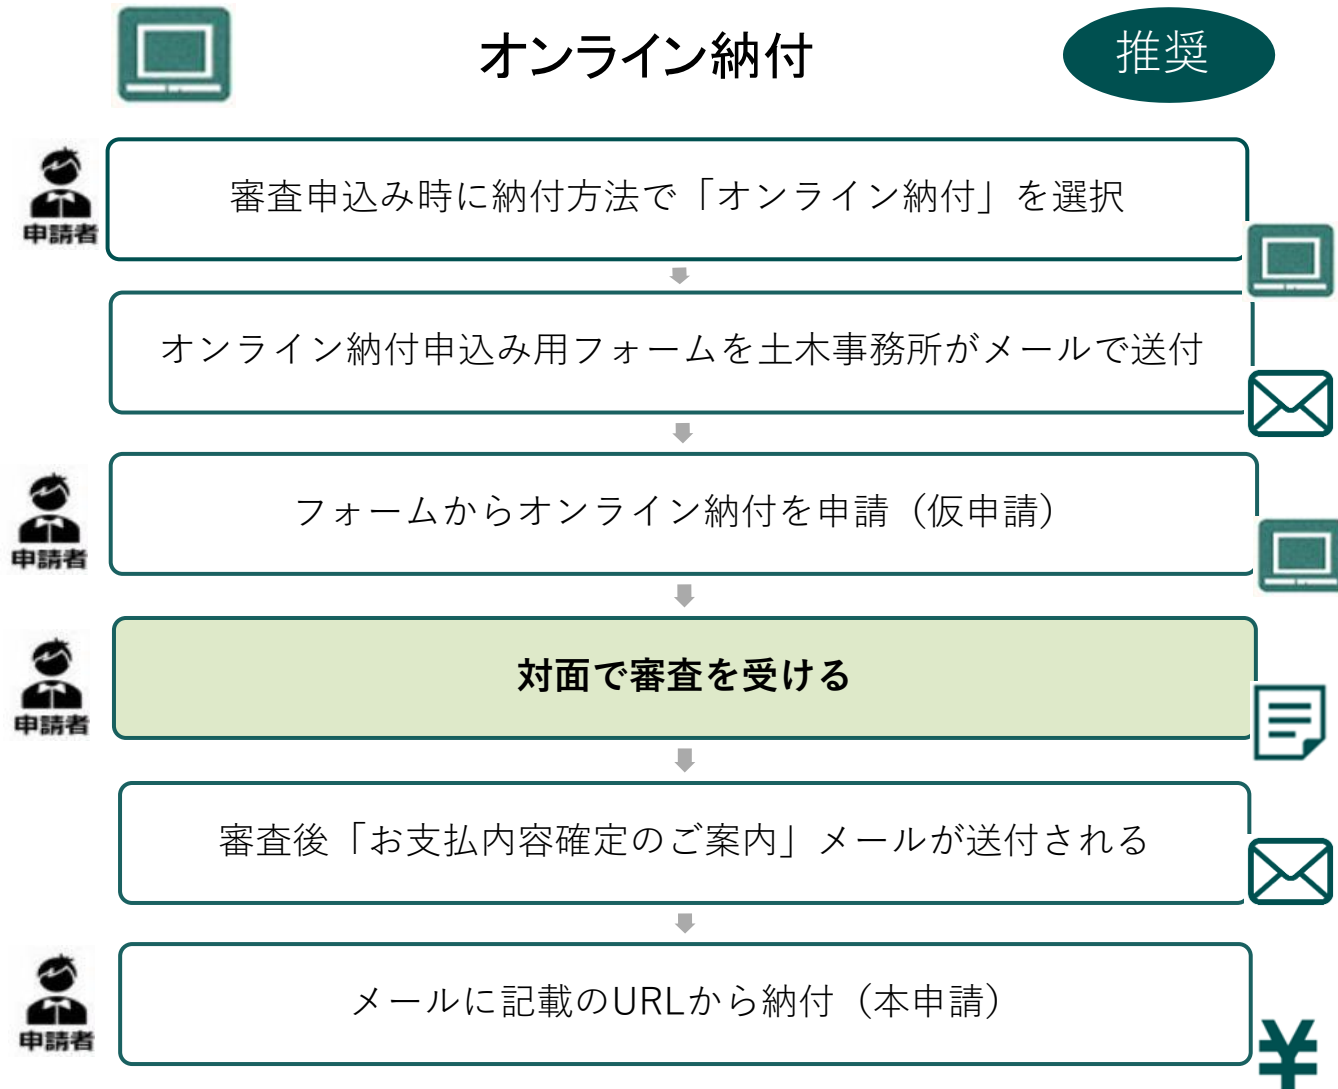 オンライン納付
推奨
審査申込み時に納付方法で「オンライン納付」を選択
申請者
オンライン納付申込み用フォームを土木事務所がメールで送付
フォームからオンライン納付を申請（仮申請）
申請者
対面で審査を受ける
申請者
審査後「お支払内容確定のご案内」メールが送付される
メールに記載のURLから納付（本申請）
申請者
¥